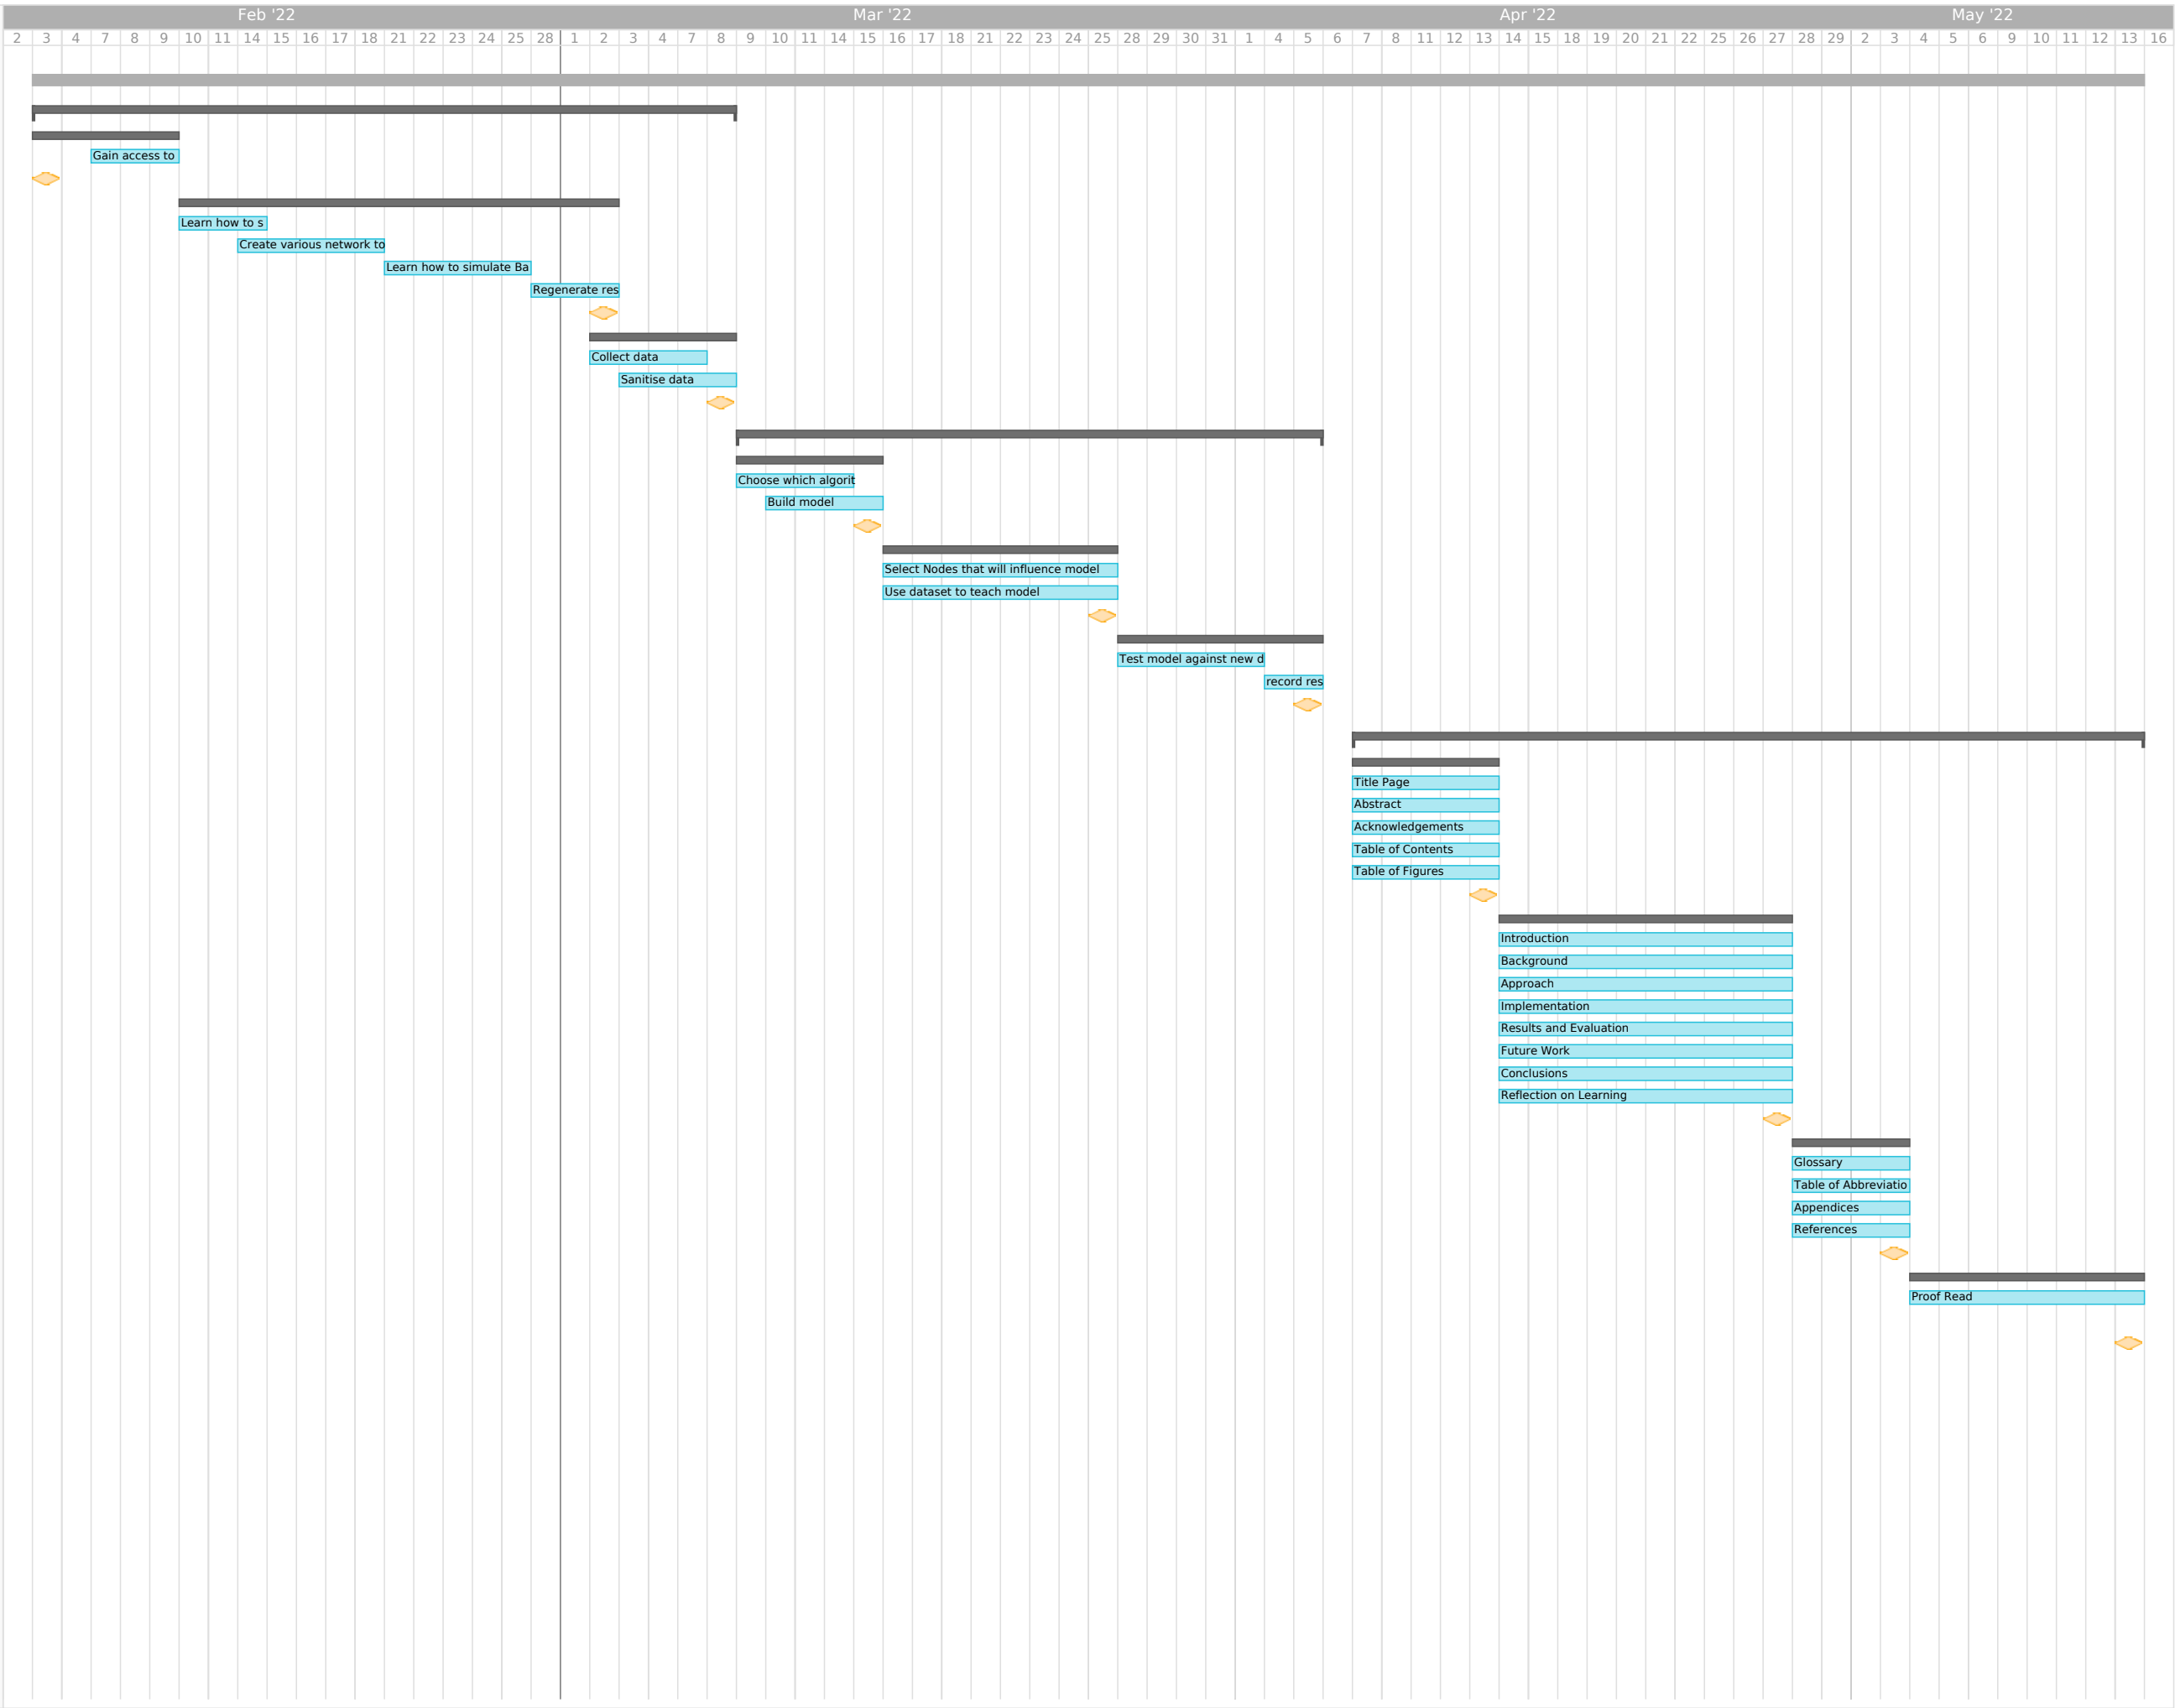 Feb '22 Mar '22 Apr '22 May '22
2 3 4 7 8 9 10 11 14 15 16 17 18 21 22 23 24 25 28 1 2 3 4 7 8 9 10 11 14 15 16 17 18 21 22 23 24 25 28 29 30 31 1 4 5 6 7 8 11 12 13 14 15 18 19 20 21 22 25 26 27 28 29 2 3 4 5 6 9 10 11 12 13 16
Gain access to
Learn how to s
Create various network to
Learn how to simulate Ba
Regenerate res
Collect data
Sanitise data
Choose which algorit
Build model
Select Nodes that will influence model
Use dataset to teach model
Test model against new d
record res
Title Page
Abstract
Acknowledgements
Table of Contents
Table of Figures
Introduction
Background
Approach
Implementation
Results and Evaluation
Future Work
Conclusions
Reflection on Learning
Glossary
Table of Abbreviatio
Appendices
References
Proof Read